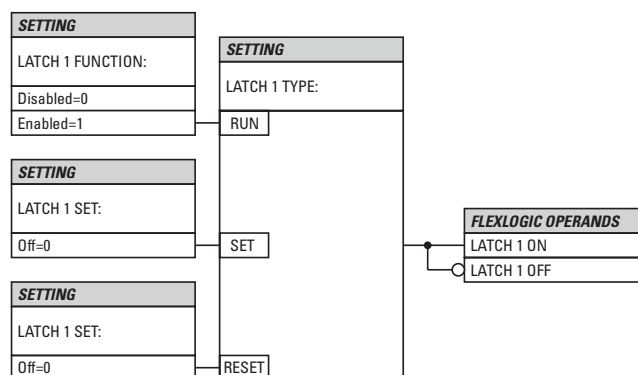 SETTING
LATCH 1 FUNCTION:
Disabled=0
Enabled=1
SETTING
LATCH 1 TYPE:
RUN
SETTING
LATCH 1 SET:
Off=0
SET
SETTING
LATCH 1 SET:
Off=0
RESET
FLEXLOGIC OPERANDS
LATCH 1 ON
LATCH 1 OFF